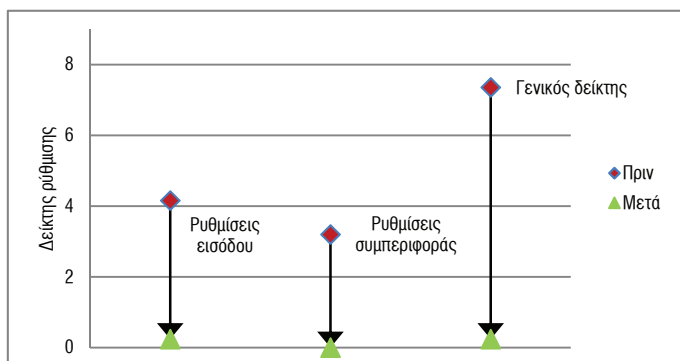 8
6
4
2
0
Δείκτης ρύθμισης
Γενικός δείκτης
Ρυθμίσεις
εισόδου
Ρυθμίσεις
συμπεριφοράς
Πριν
Μετά